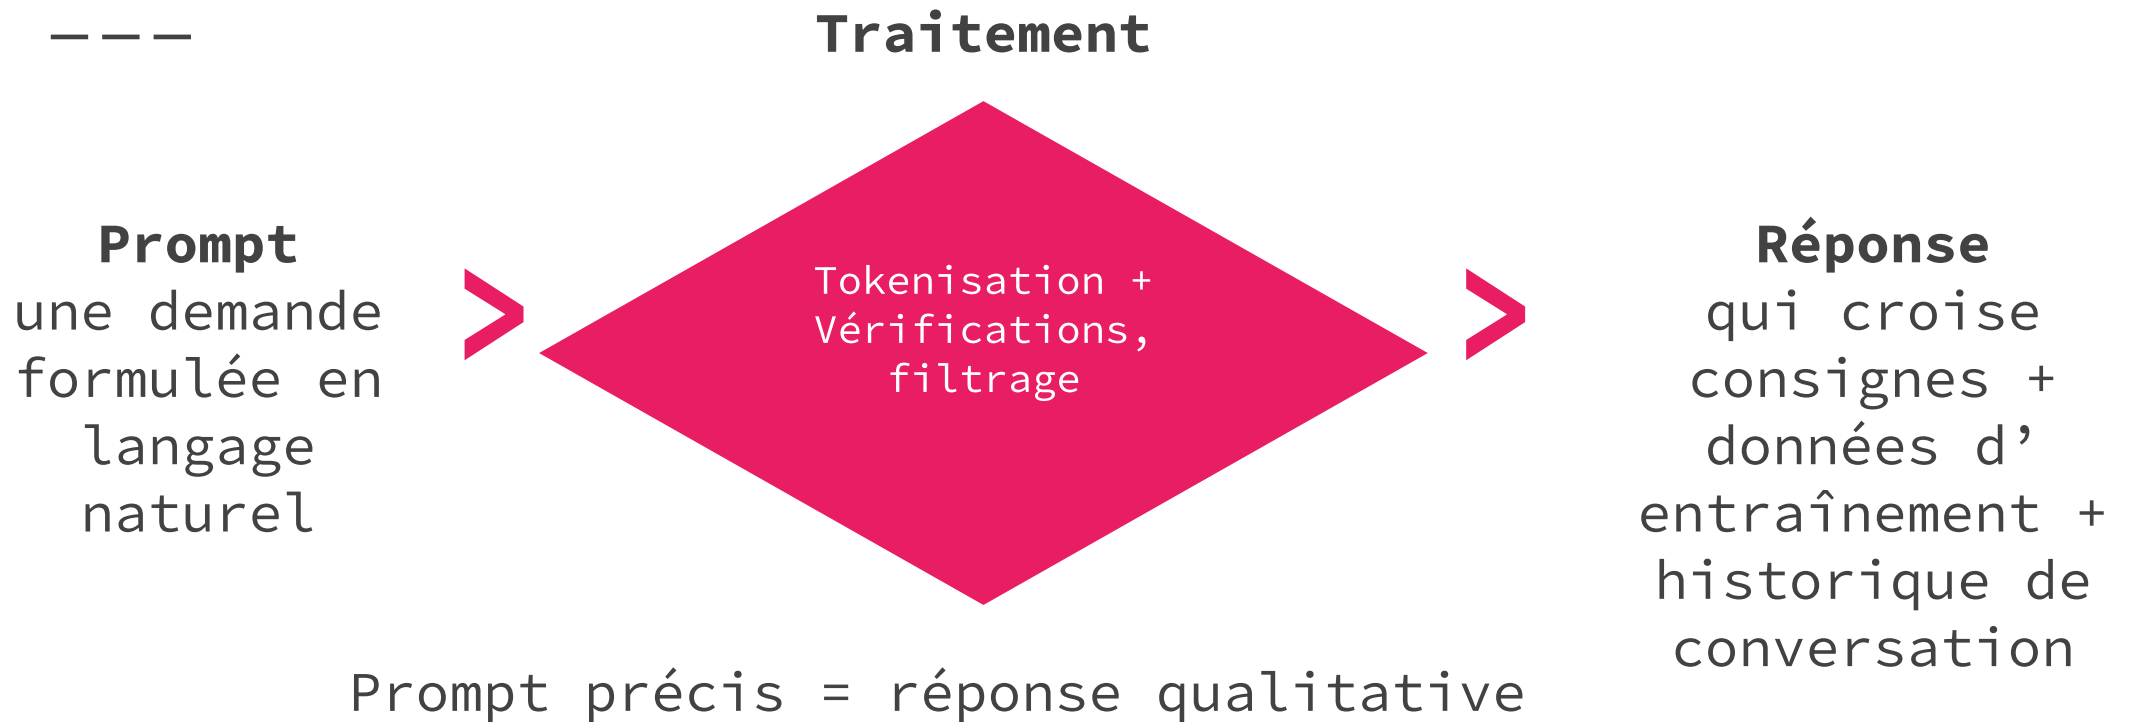 ———
Traitement
Prompt
une demande
formulée en
langage
naturel
>
Tokenisation +
Vérifications,
filtrage
>
Réponse
qui croise
consignes +
données d’
entraînement +
historique de
conversation
Prompt précis = réponse qualitative